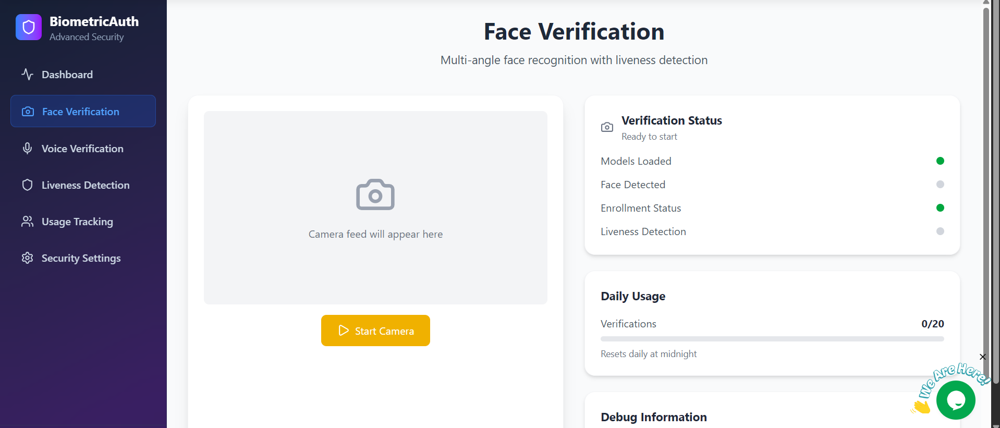 BiometricAuth
Advanced Security
Dashboard
Face Verification
Voice Verification
Liveness Detection
Usage Tracking
Security Settings
Face Verification
Multi-angle face recognition with liveness detection
Camera feed will appear here
Start Camera
Verification Status
Ready to start
Models Loaded
Face Detected
Enrollment Status
Liveness Detection
Daily Usage
Verifications 0/20
Resets daily at midnight
Debug Information
We Are Here!